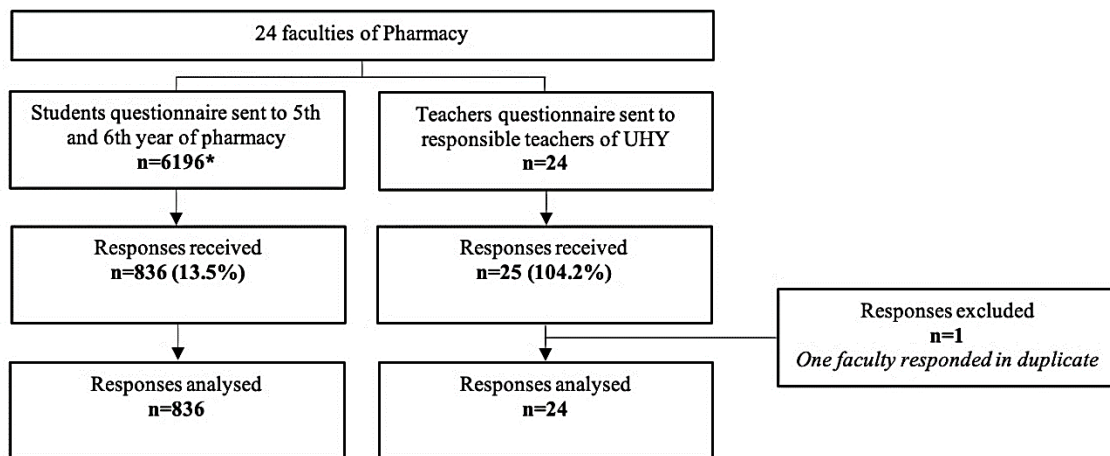 24 faculties of Pharmacy
Students questionnaire sent to 5th
and 6th year of pharmacy
n=6196*
Teachers questionnaire sent to
responsible teachers of UHY
n=24
Responses received
n=836 (13.5%)
Responses received
n=25 (104.2%)
Responses excluded
n=1
One faculty responded in duplicate
Responses analysed
n=836
Responses analysed
n=24